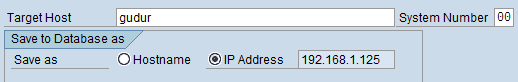 Target Host gudur System Number 00
Save to Database as
Save as Hostname IP Address 192.168.1.125